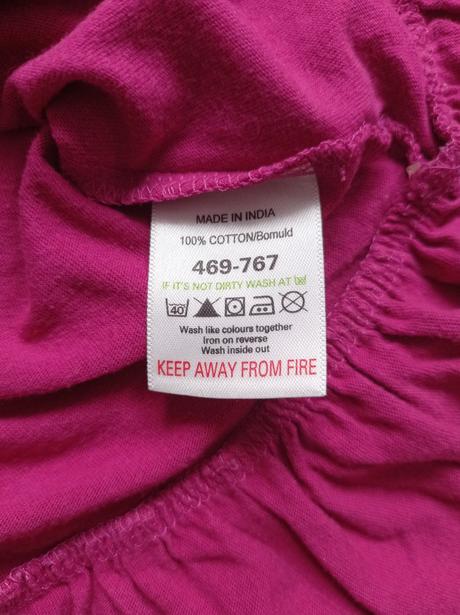 MADE IN INDIA
100% COTTON/Bomuld
469-767
IF IT'S NOT DIRTY WASH AT
40
Wash like colours together
Iron on reverse
Wash inside out
KEEP AWAY FROM FIRE